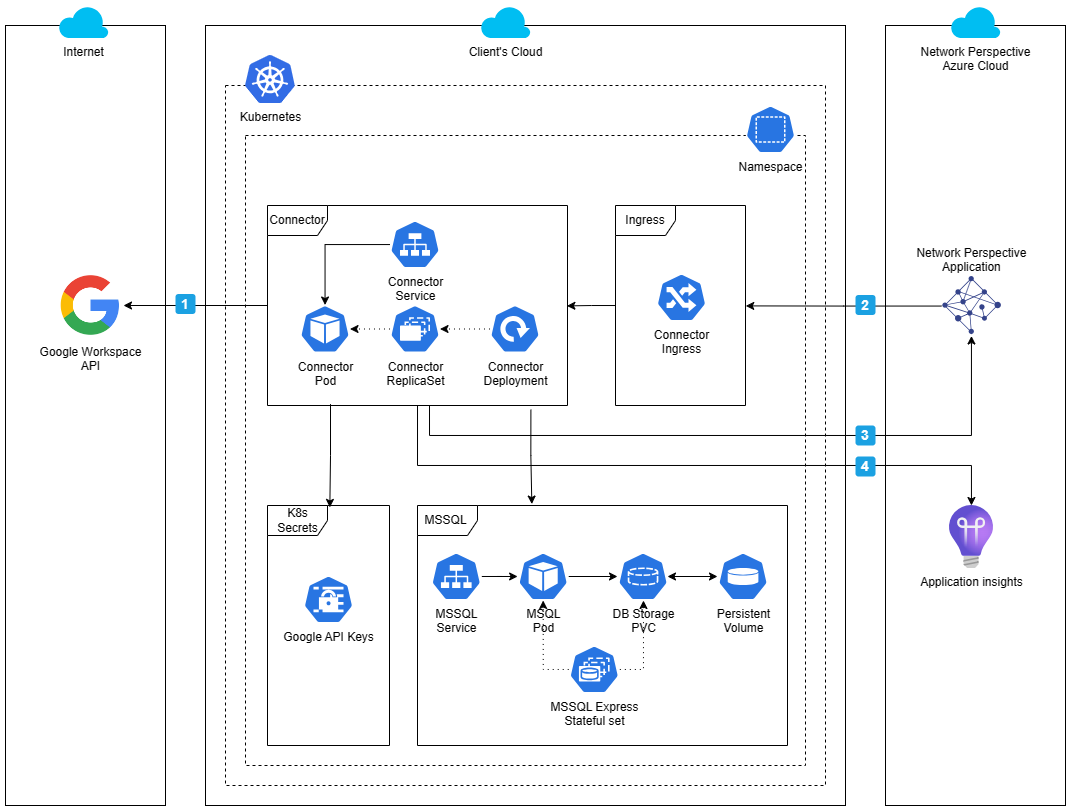 Internet
Client's Cloud
Network Perspective
Azure Cloud
Kubernetes
Namespace
Connector
Ingress
Connector
Service
Network Perspective
Application
1
2
Google Workspace
API
Connector
Pod
Connector
ReplicaSet
Connector
Deployment
Connector
Ingress
3
4
K8s
Secrets
MSSQL
Application insights
Google API Keys
MSSQL
Service
MSQL
Pod
DB Storage
PVC
Persistent
Volume
MSSQL Express
Stateful set